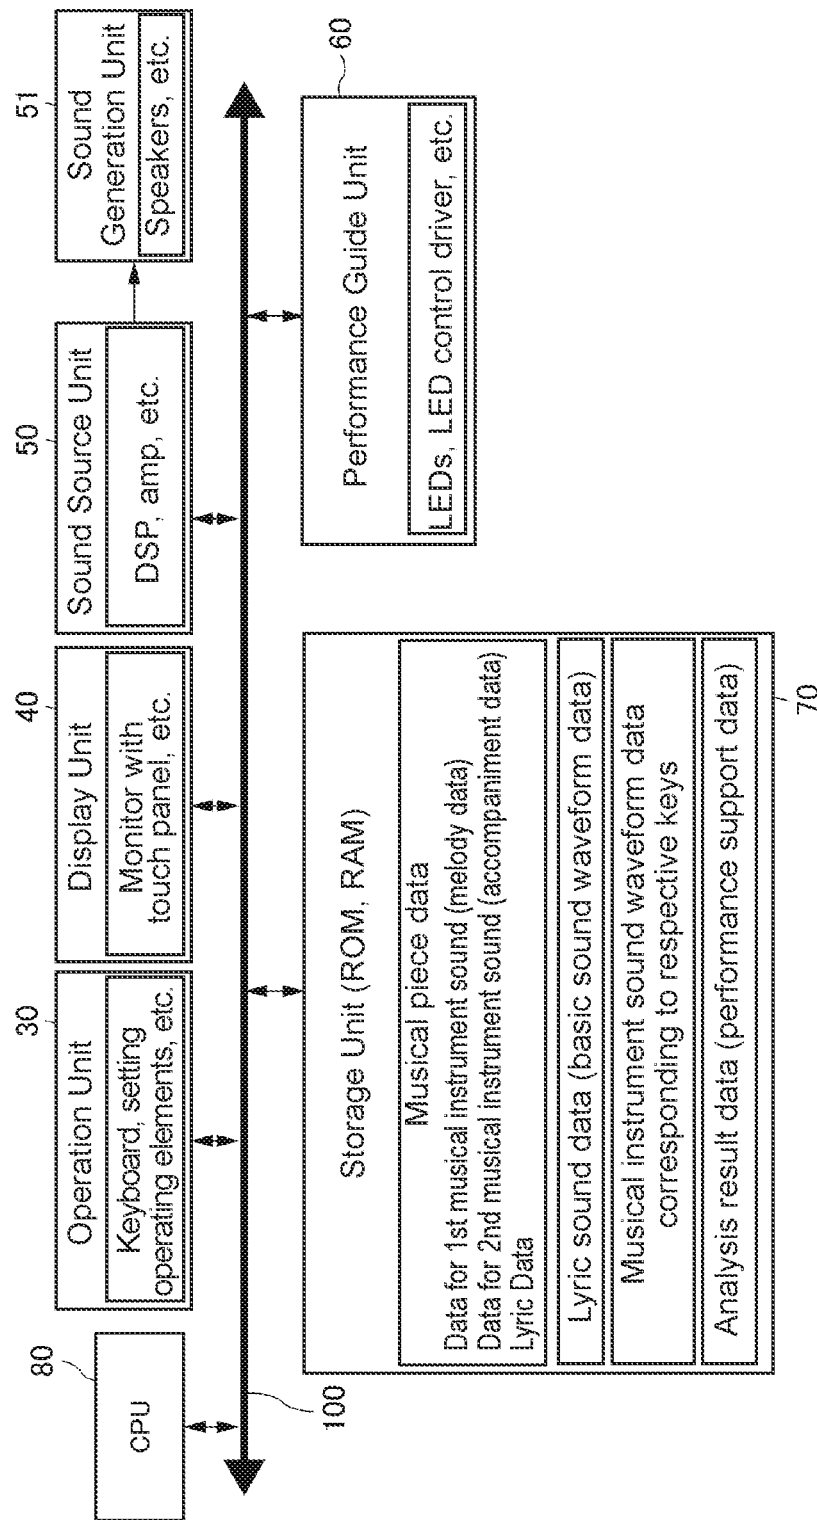 80
CPU
100
30
Operation Unit
Keyboard, setting
operating elements, etc.
40
Display Unit
Monitor with
touch panel, etc.
50
Sound Source Unit
DSP, amp, etc.
51
Sound
Generation Unit
Speakers, etc.
Storage Unit (ROM, RAM)
Musical piece data
Data for 1st musical instrument sound (melody data)
Data for 2nd musical instrument sound (accompaniment data)
Lyric Data
Lyric sound data (basic sound waveform data)
Musical instrument sound waveform data
corresponding to respective keys
Analysis result data (performance support data)
70
60
Performance Guide Unit
LEDs, LED control driver, etc.